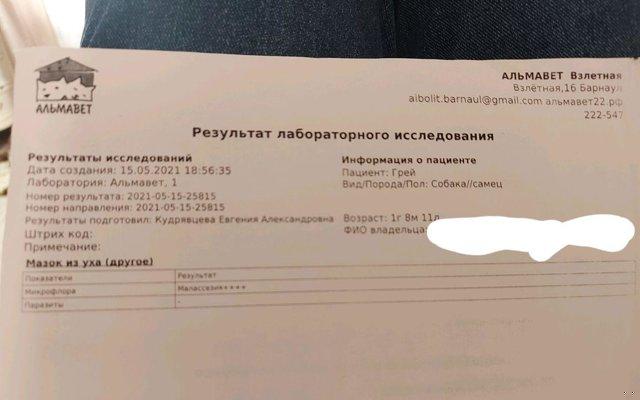 АЛЬМАВЕТ
АЛЬМАВЕТ Взлетная
Взлётная,16 Барнаул
aibolit.barnaul@gmail.com альмавет22.рф
222-547
Результат лабораторного исследования
Результаты исследований
Дата создания: 15.05.2021 18:56:35
Лаборатория: Альмавет, 1
Номер результата: 2021-05-15-25815
Номер направления: 2021-05-15-25815
Результаты подготовил: Кудрявцева Евгения Александровна
Штрих код:
Примечание:
Информация о пациенте
Пациент: Грей
Вид/Порода/Пол: Собака//самец
Возраст: 1г 8м 11д
ФИО владельца:
Мазок из уха (другое)
Показатели Результат
Микрофлора Малассезия++++
Паразиты -